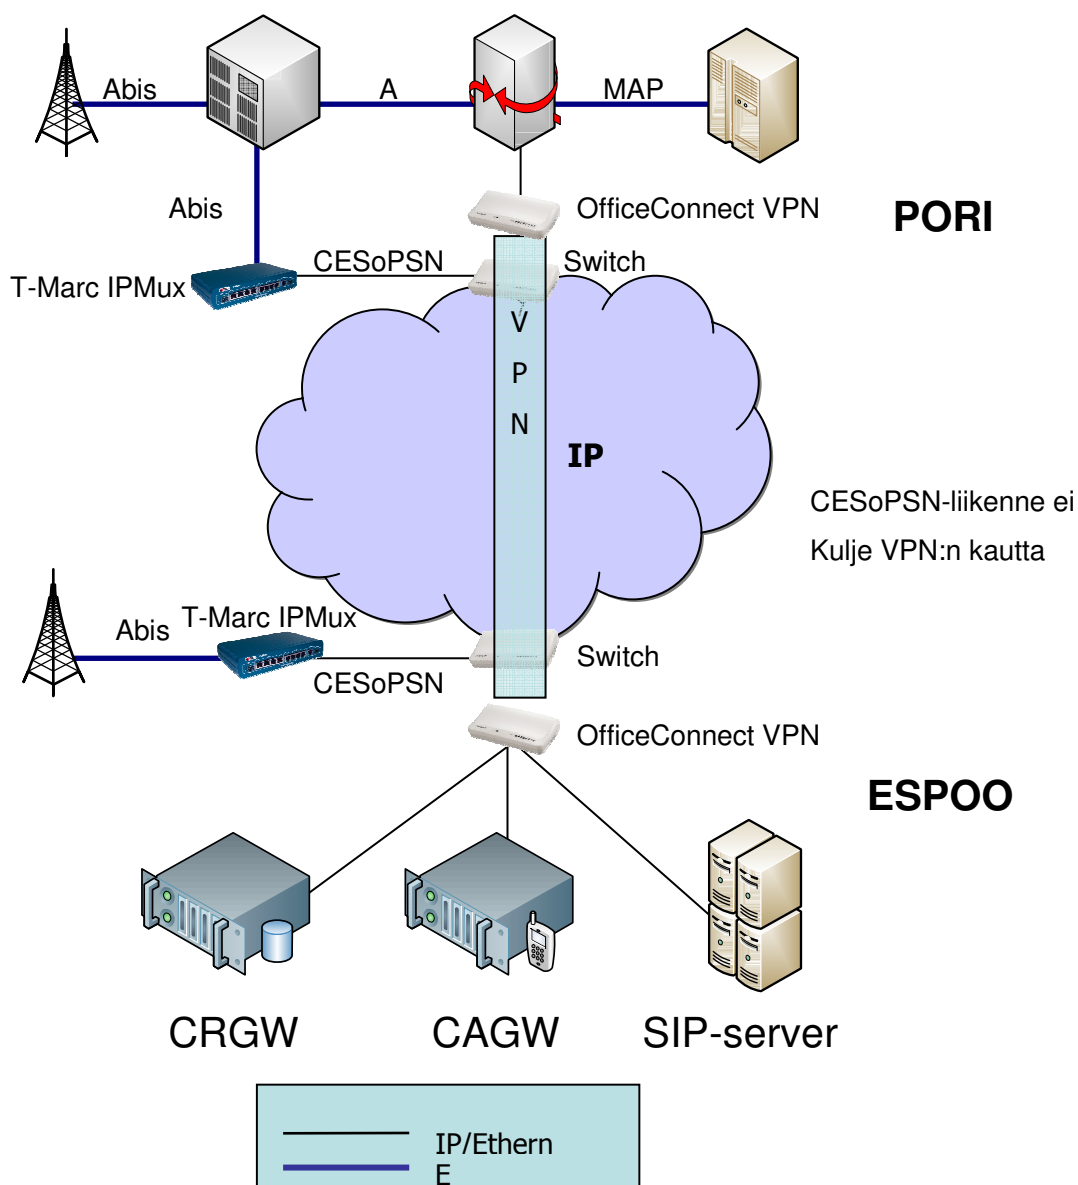 Abis
A
MAP
Abis
OfficeConnect VPN
PORI
CESoPSN
Switch
T-Marc IPMux
V
P
N
IP
CESoPSN-liikenne ei
Kulje VPN:n kautta
T-Marc IPMux
Abis
Switch
CESoPSN
OfficeConnect VPN
ESPOO
CRGW
CAGW
SIP-server
IP/Ethern
E